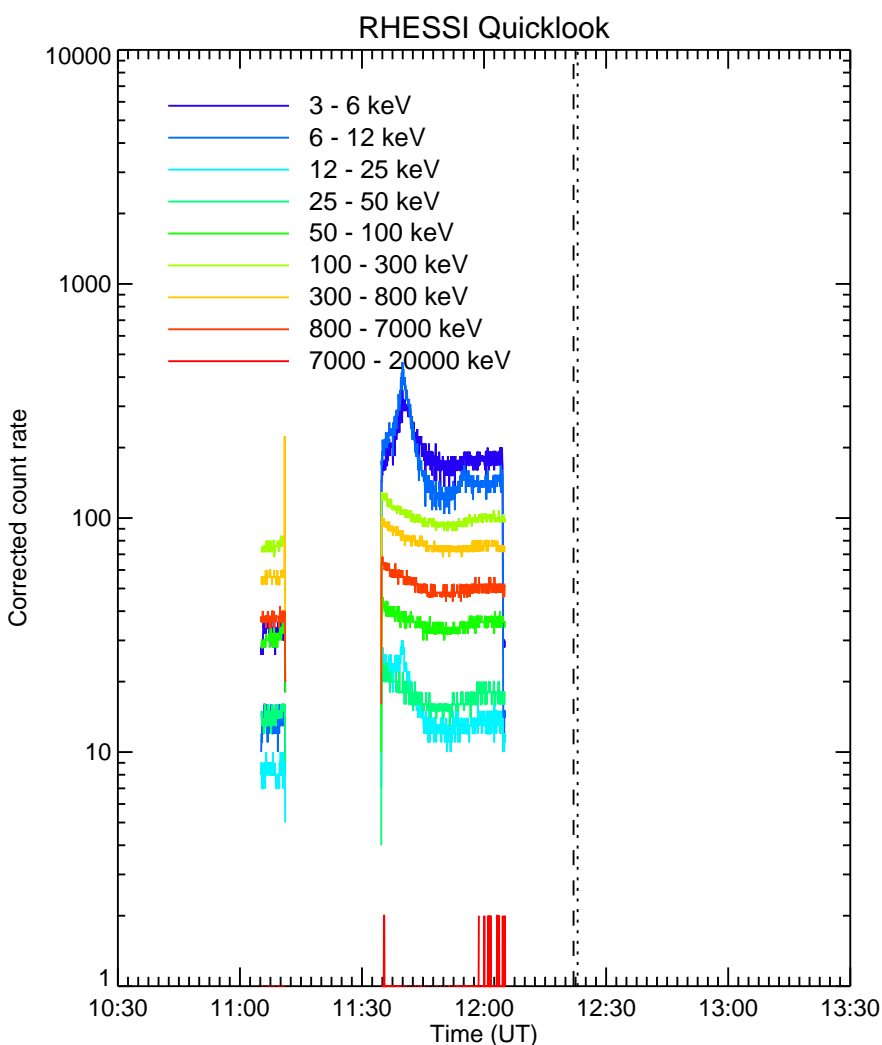 RHESSI Quicklook
10000
1000
100
10
1
Corrected count rate
3 - 6 keV
6 - 12 keV
12 - 25 keV
25 - 50 keV
50 - 100 keV
100 - 300 keV
300 - 800 keV
800 - 7000 keV
7000 - 20000 keV
10:30 11:00 11:30 12:00 12:30 13:00 13:30
Time (UT)